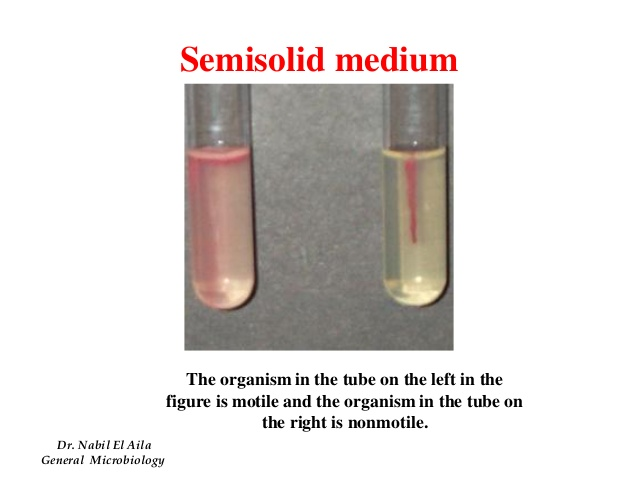 Semisolid medium
The organism in the tube on the left in the
figure is motile and the organism in the tube on
the right is nonmotile.
Dr. Nabil El Aila
General Microbiology